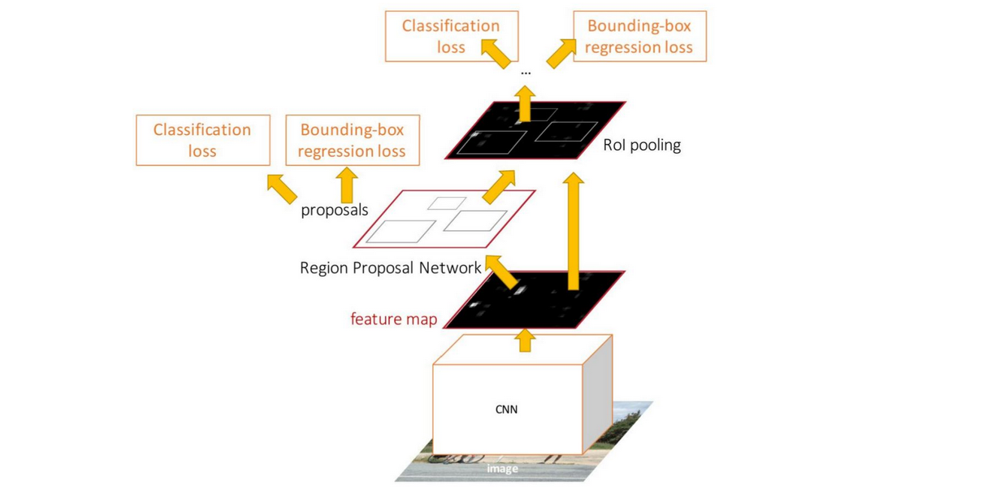 Classification
loss
Bounding-box
regression loss
...
Classification
loss
Bounding-box
regression loss
RoI pooling
proposals
Region Proposal Network
feature map
CNN
image